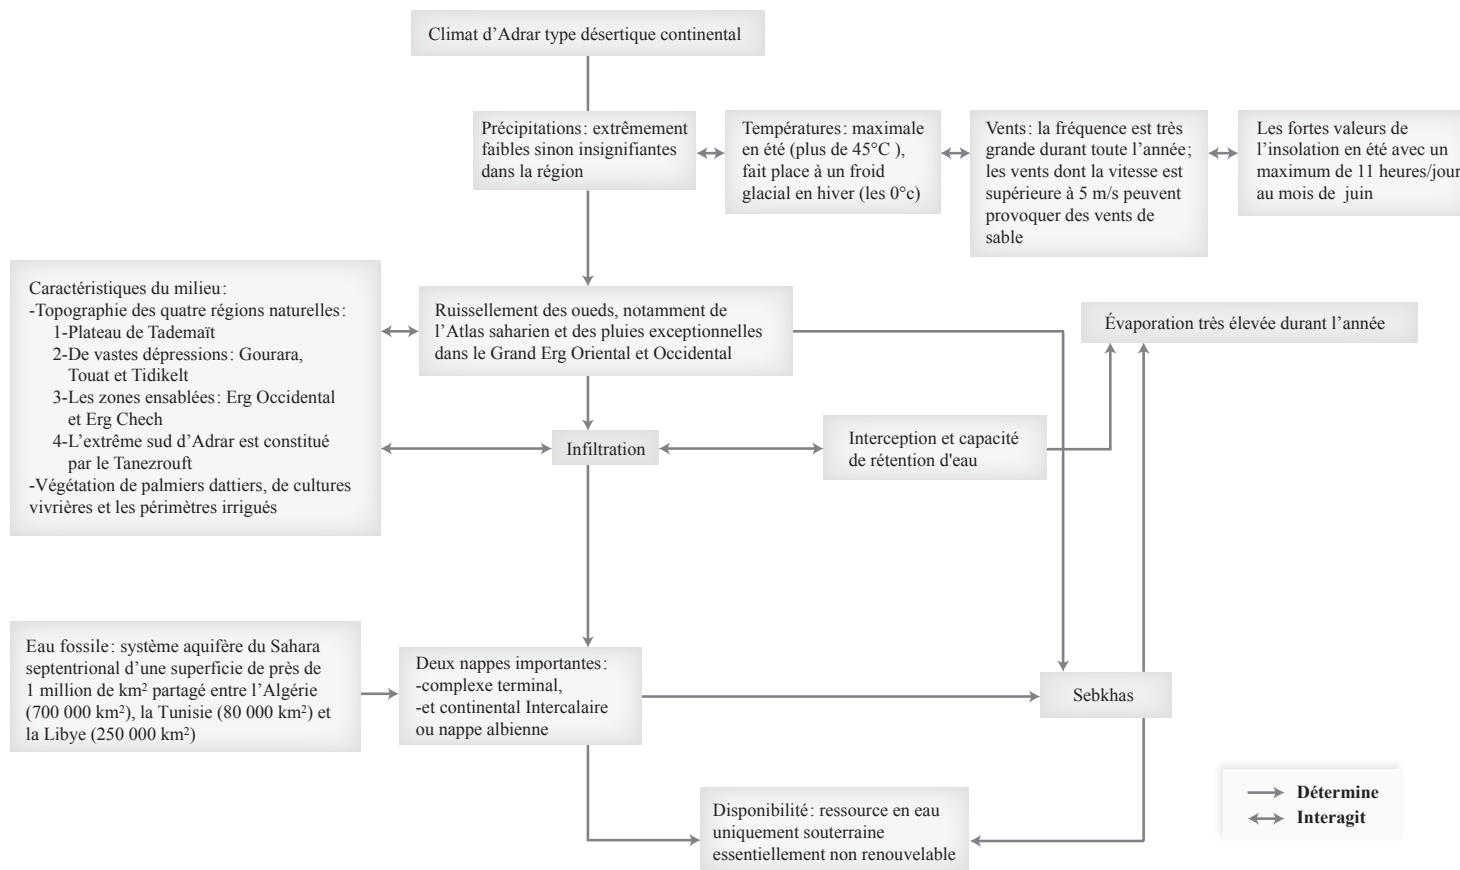 Climat d’Adrar type désertique continental
Précipitations : extrêmement
faibles sinon insignifiantes
dans la région
Températures : maximale
en été (plus de 45°C ),
fait place à un froid
glacial en hiver (les 0°c)
Vents : la fréquence est très
grande durant toute l’année ;
les vents dont la vitesse est
supérieure à 5 m/s peuvent
provoquer des vents de
sable
Les fortes valeurs de
l’insolation en été avec un
maximum de 11 heures/jour
au mois de juin
Caractéristiques du milieu :
-Topographie des quatre régions naturelles :
1-Plateau de Tademaït
2-De vastes dépressions : Gourara,
Touat et Tidikelt
3-Les zones ensablées : Erg Occidental
et Erg Chech
4-L’extrême sud d’Adrar est constitué
par le Tanezrouft
-Végétation de palmiers dattiers, de cultures
vivrières et les périmètres irrigués
Ruissellement des oueds, notamment de
l’Atlas saharien et des pluies exceptionnelles
dans le Grand Erg Oriental et Occidental
Évaporation très élevée durant l’année
Infiltration
Interception et capacité
de rétention d'eau
Eau fossile : système aquifère du Sahara
septentrional d’une superficie de près de
1 million de km² partagé entre l’Algérie
(700 000 km²), la Tunisie (80 000 km²) et
la Libye (250 000 km²)
Deux nappes importantes :
-complexe terminal,
-et continental Intercalaire
ou nappe albienne
Sebkhas
Disponibilité : ressource en eau
uniquement souterraine
essentiellement non renouvelable
Détermine
Interagit